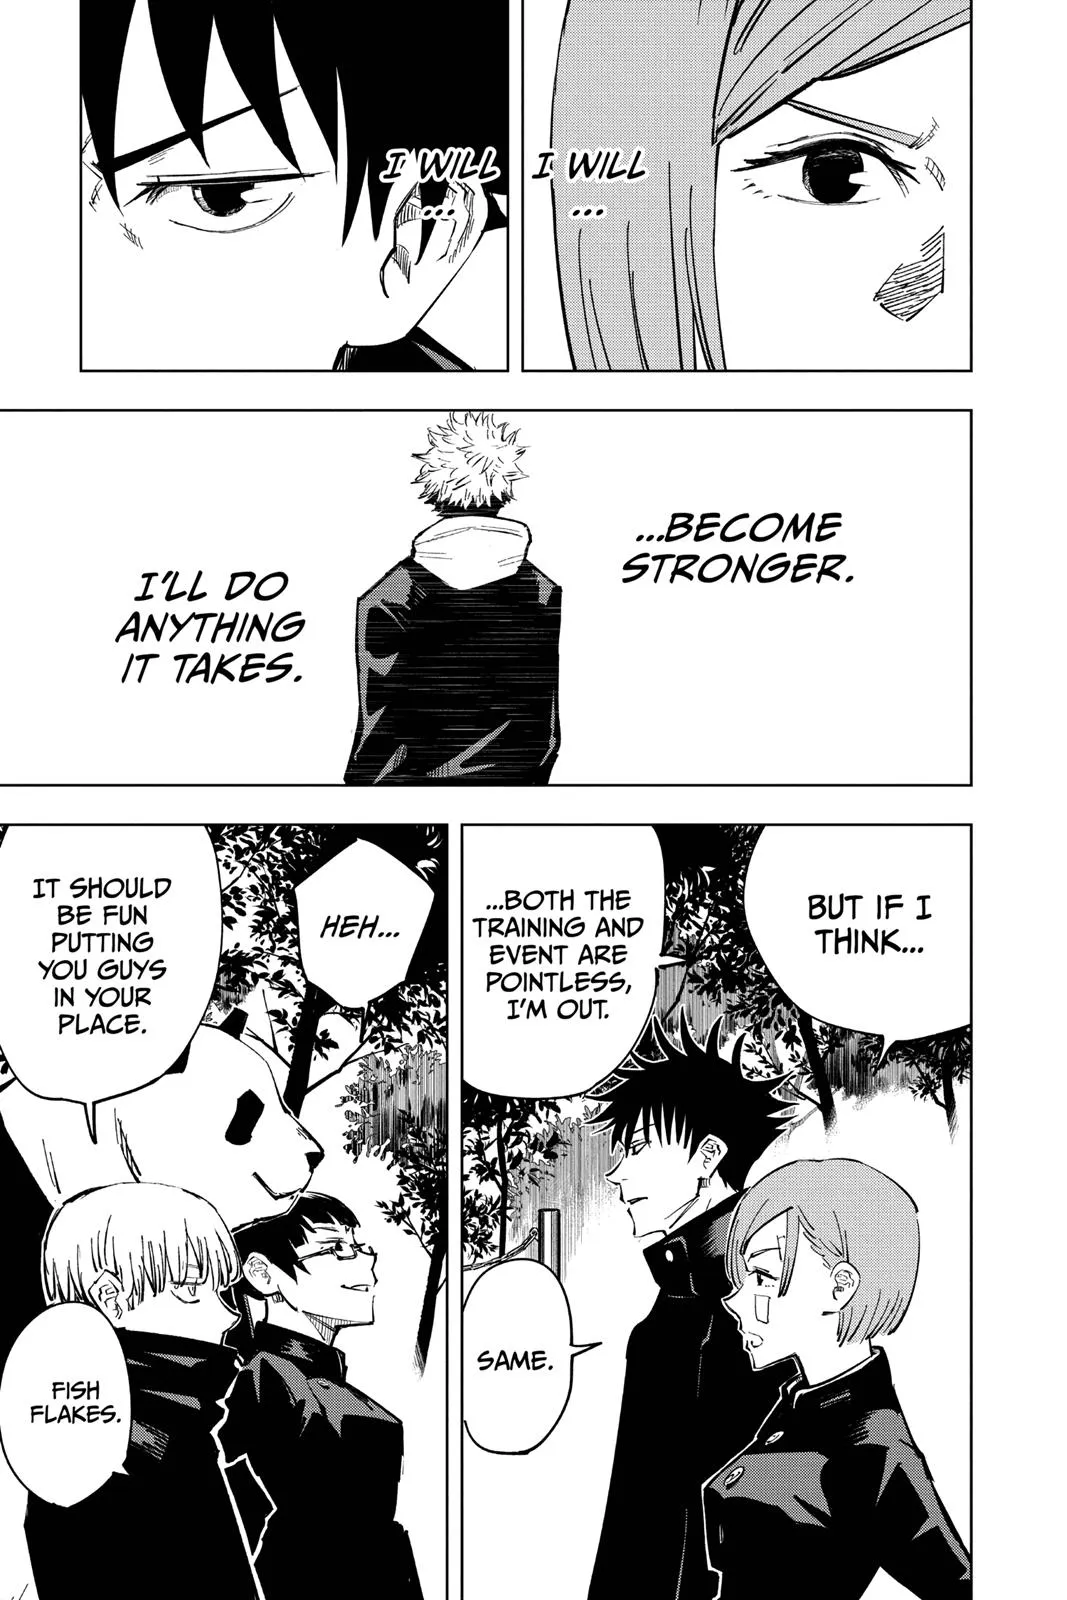 I WILL
...
I WILL
...
...BECOME
STRONGER.
I'LL DO
ANYTHING
IT TAKES.
BUT IF I
THINK...
...BOTH THE
TRAINING AND
EVENT ARE
POINTLESS,
I'M OUT.
SAME.
HEH...
IT SHOULD
BE FUN
PUTTING
YOU GUYS
IN YOUR
PLACE.
FISH
FLAKES.